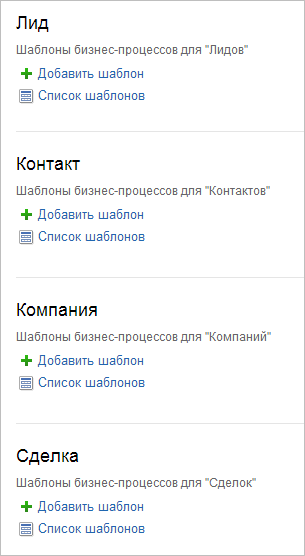 Лид
Шаблоны бизнес-процессов для "Лидов"
Добавить шаблон
Список шаблонов
Контакт
Шаблоны бизнес-процессов для "Контактов"
Добавить шаблон
Список шаблонов
Компания
Шаблоны бизнес-процессов для "Компаний"
Добавить шаблон
Список шаблонов
Сделка
Шаблоны бизнес-процессов для "Сделок"
Добавить шаблон
Список шаблонов